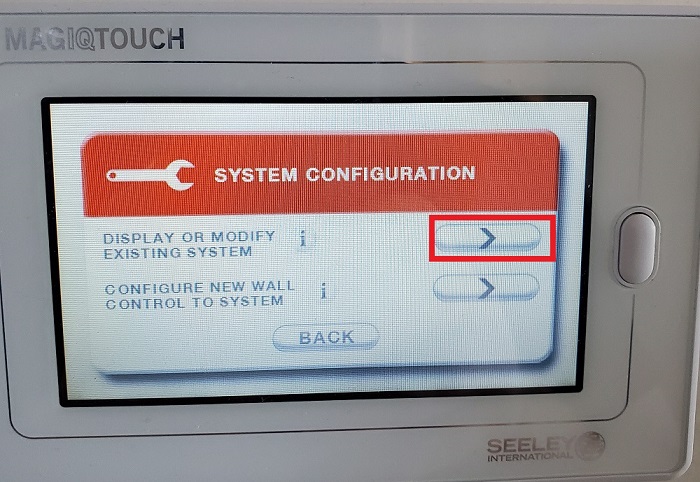 MAGIQTOUCH
SYSTEM CONFIGURATION
DISPLAY OR MODIFY
EXISTING SYSTEM
i
CONFIGURE NEW WALL
CONTROL TO SYSTEM
i
BACK
SEELEY
INTERNATIONAL